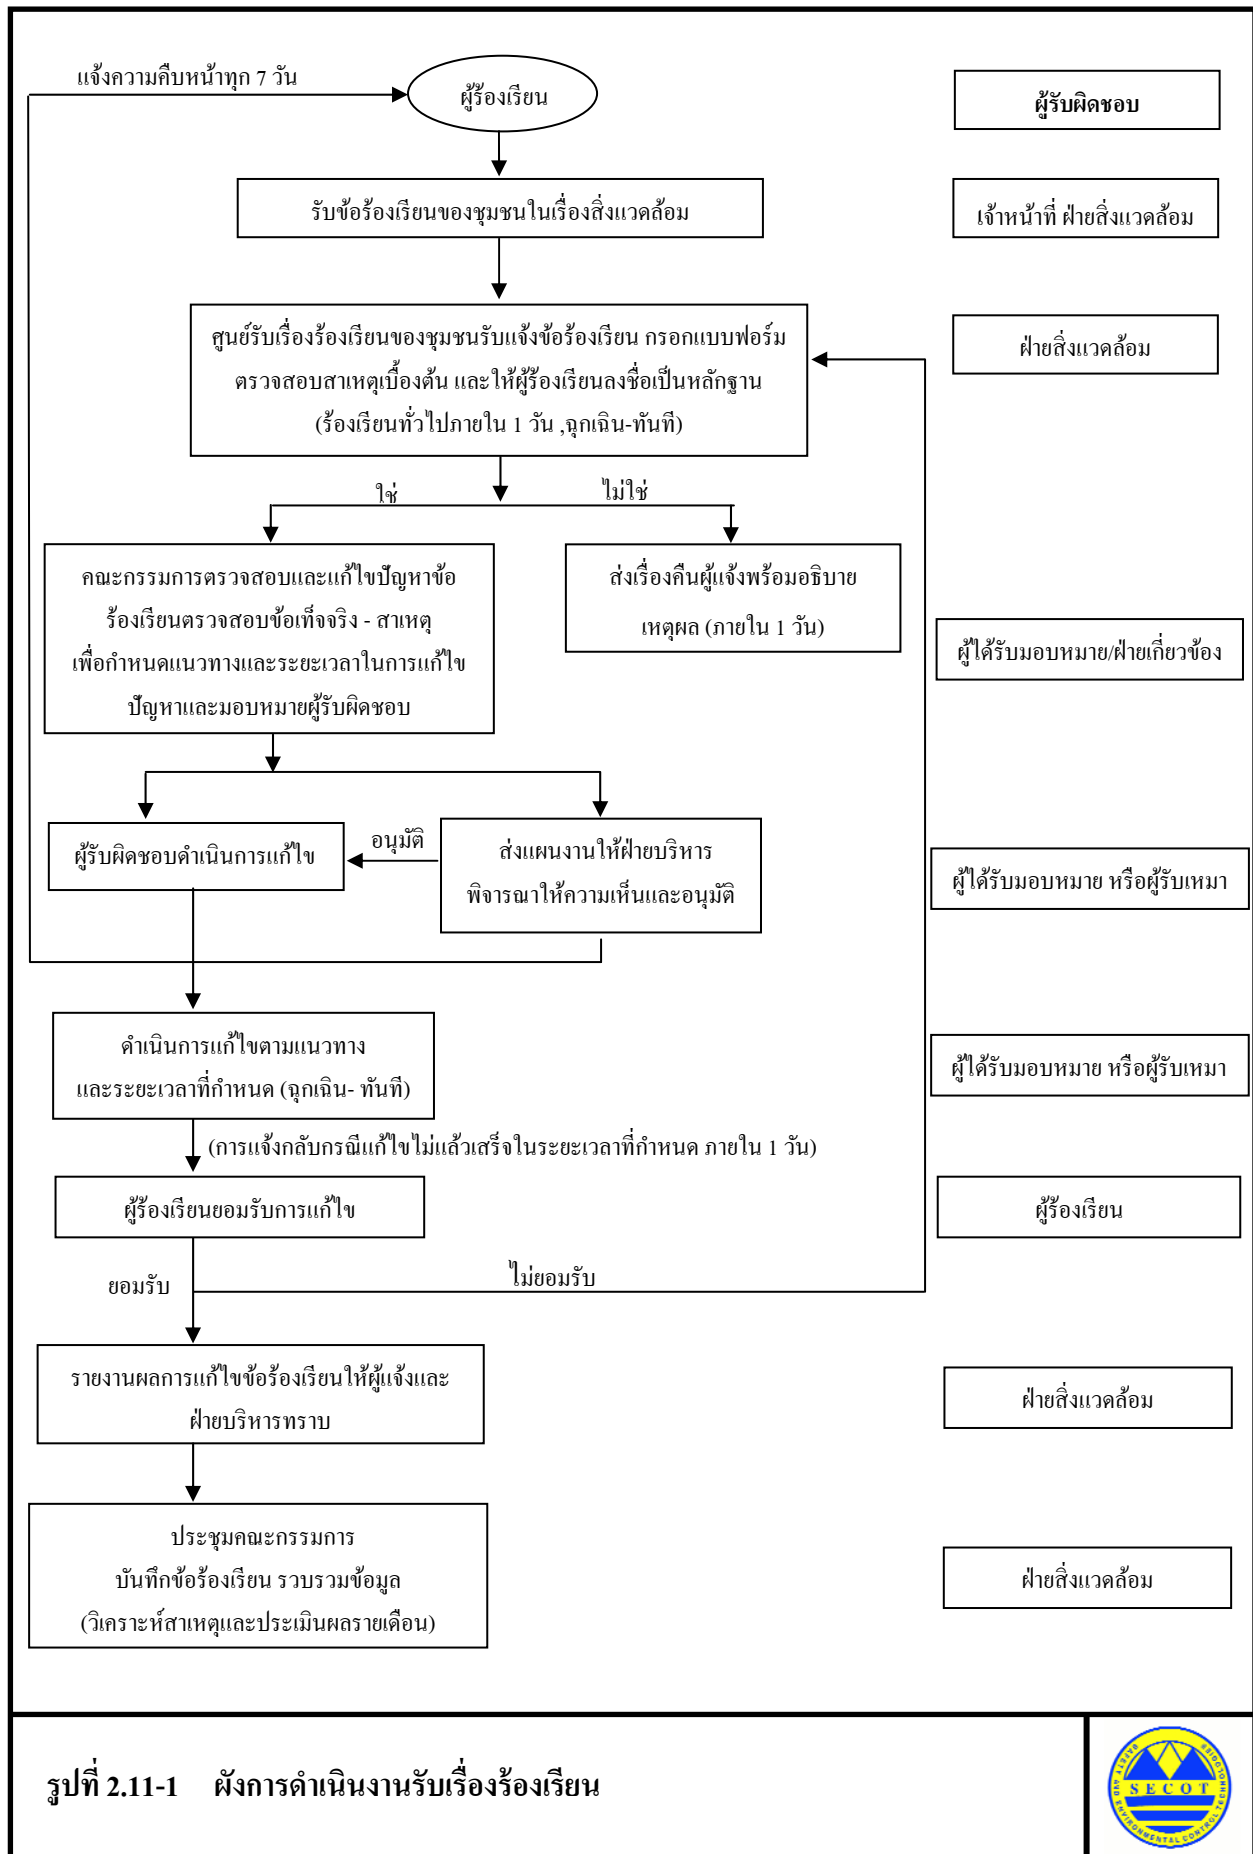 แจ้งความคืบหน้าทุก 7 วัน
ผู้ร้องเรียน
ผู้รับผิดชอบ
รับข้อร้องเรียนของชุมชนในเรื่องสิ่งแวดล้อม
เจ้าหน้าที่ ฝ่ายสิ่งแวดล้อม
ศูนย์รับเรื่องร้องเรียนของชุมชนรับแจ้งข้อร้องเรียน กรอกแบบฟอร์ม
ตรวจสอบสาเหตุเบื้องต้น และให้ผู้ร้องเรียนลงชื่อเป็นหลักฐาน
(ร้องเรียนทั่วไปภายใน 1 วัน ,ฉุกเฉิน-ทันที)
ฝ่ายสิ่งแวดล้อม
ใช่
ไม่ใช่
คณะกรรมการตรวจสอบและแก้ไขปัญหาข้อ
ร้องเรียนตรวจสอบข้อเท็จจริง - สาเหตุ
เพื่อกำหนดแนวทางและระยะเวลาในการแก้ไข
ปัญหาและมอบหมายผู้รับผิดชอบ
ส่งเรื่องคืนผู้แจ้งพร้อมอธิบาย
เหตุผล (ภายใน 1 วัน)
ผู้ได้รับมอบหมาย/ฝ่ายเกี่ยวข้อง
ผู้รับผิดชอบดำเนินการแก้ไข
อนุมัติ
ส่งแผนงานให้ฝ่ายบริหาร
พิจารณาให้ความเห็นและอนุมัติ
ผู้ได้รับมอบหมาย หรือผู้รับเหมา
ดำเนินการแก้ไขตามแนวทาง
และระยะเวลาที่กำหนด (ฉุกเฉิน- ทันที)
ผู้ได้รับมอบหมาย หรือผู้รับเหมา
(การแจ้งกลับกรณีแก้ไขไม่แล้วเสร็จในระยะเวลาที่กำหนด ภายใน 1 วัน)
ผู้ร้องเรียนยอมรับการแก้ไข
ผู้ร้องเรียน
ยอมรับ
ไม่ยอมรับ
รายงานผลการแก้ไขข้อร้องเรียนให้ผู้แจ้งและ
ฝ่ายบริหารทราบ
ฝ่ายสิ่งแวดล้อม
ประชุมคณะกรรมการ
บันทึกข้อร้องเรียน รวบรวมข้อมูล
(วิเคราะห์สาเหตุและประเมินผลรายเดือน)
ฝ่ายสิ่งแวดล้อม
รูปที่ 2.11-1 ผังการดำเนินงานรับเรื่องร้องเรียน
SECOT
SAFETY AND ENVIRONMENTAL CONTROL TECHNOLOGIES